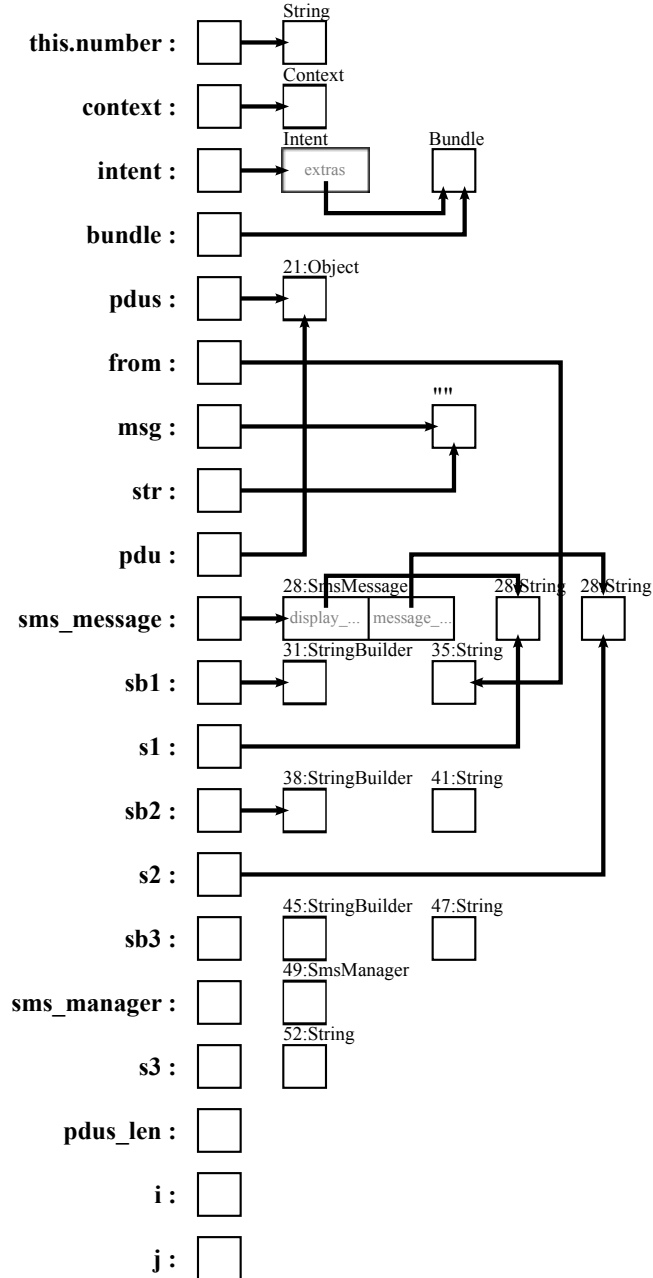 String
this.number :
Context
context :
Intent Bundle
intent : extras
bundle :
21:Object
pdus :
from :
""
msg :
str :
pdu :
28:SmsMessage 28:String 28:String
sms_message : display_... message_...
31:StringBuilder 35:String
sb1 :
s1 :
38:StringBuilder 41:String
sb2 :
s2 :
45:StringBuilder 47:String
sb3 :
49:SmsManager
sms_manager :
52:String
s3 :
pdus_len :
i :
j :